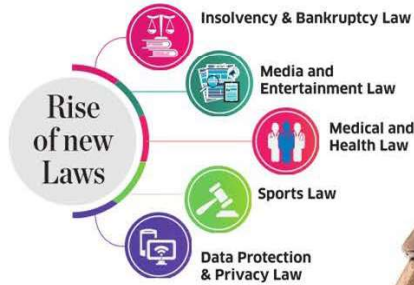 Rise
of new
Laws
Insolvency & Bankruptcy Law
Media and
Entertainment Law
Medical and
Health Law
Sports Law
Data Protection
& Privacy Law